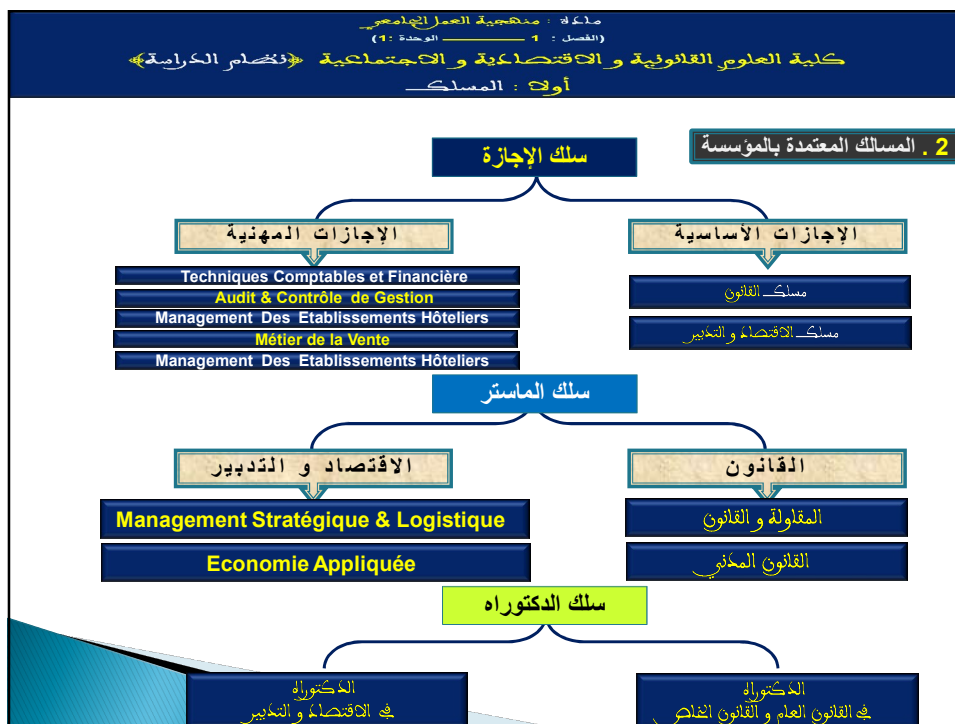 مادة : منهجية العمل الجامعي
(الفصل : 1 ـــــــــ الوحدة :1)
كلية العلوم القانونية و الاقتصادية و الاجتماعية ﴿نظام الدراسة﴾
أولا : المسلك
2 . المسالك المعتمدة بالمؤسسة
سلك الإجازة
الإجازات الأساسية
مسلك القانون
مسلك الاقتصاد و التدبير
الإجازات المهنية
Techniques Comptables et Financière
Audit & Contrôle de Gestion
Management Des Etablissements Hôteliers
Métier de la Vente
Management Des Etablissements Hôteliers
سلك الماستر
القانون
المقاولة و القانون
القانون المدني
الاقتصاد و التدبير
Management Stratégique & Logistique
Economie Appliquée
سلك الدكتوراه
الدكتوراه
في القانون العام و القانون الخاص
الدكتوراه
في الاقتصاد و التدبير